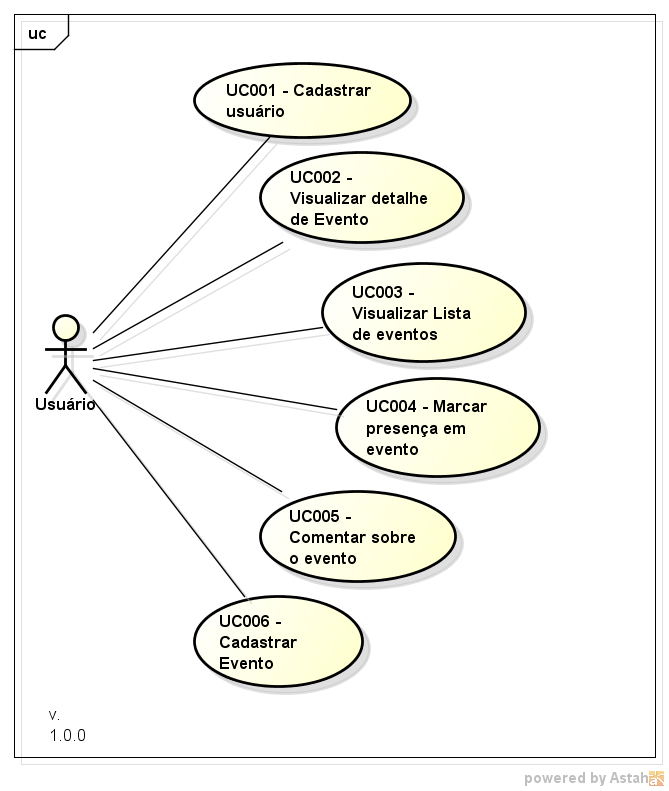 uc
UC001 - Cadastrar
usuário
UC002 -
Visualizar detalhe
de Evento
UC003 -
Visualizar Lista
de eventos
Usuário
UC004 - Marcar
presença em
evento
UC005 -
Comentar sobre
o evento
UC006 -
Cadastrar
Evento
v.
1.0.0
powered by Astah